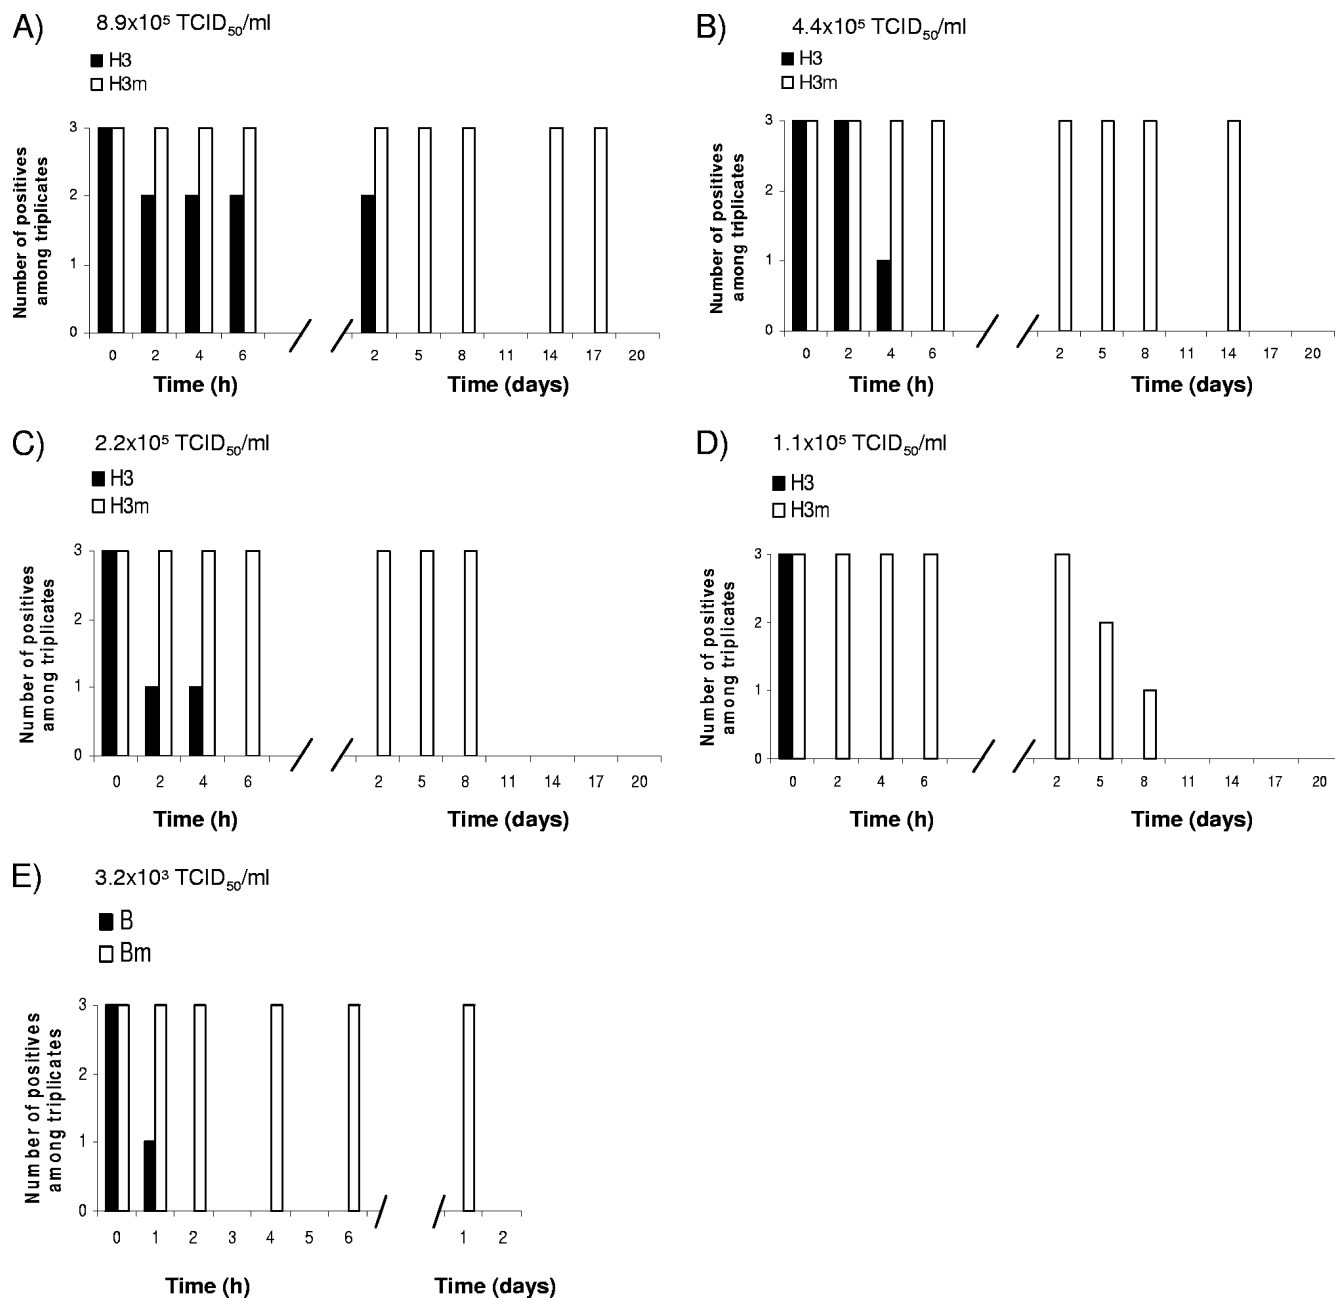 A)
8.9x10⁵ TCID₅₀/ml
H3
H3m
Number of positives
among triplicates
3
2
1
0
0 2 4 6 2 5 8 11 14 17 20
Time (h) Time (days)
B)
4.4x10⁵ TCID₅₀/ml
H3
H3m
Number of positives
among triplicates
3
2
1
0
0 2 4 6 2 5 8 11 14 17 20
Time (h) Time (days)
C)
2.2x10⁵ TCID₅₀/ml
H3
H3m
Number of positives
among triplicates
3
2
1
0
0 2 4 6 2 5 8 11 14 17 20
Time (h) Time (days)
D)
1.1x10⁵ TCID₅₀/ml
H3
H3m
Number of positives
among triplicates
3
2
1
0
0 2 4 6 2 5 8 11 14 17 20
Time (h) Time (days)
E)
3.2x10³ TCID₅₀/ml
B
Bm
Number of positives
among triplicates
3
2
1
0
0 1 2 3 4 5 6 1 2
Time (h) Time (days)